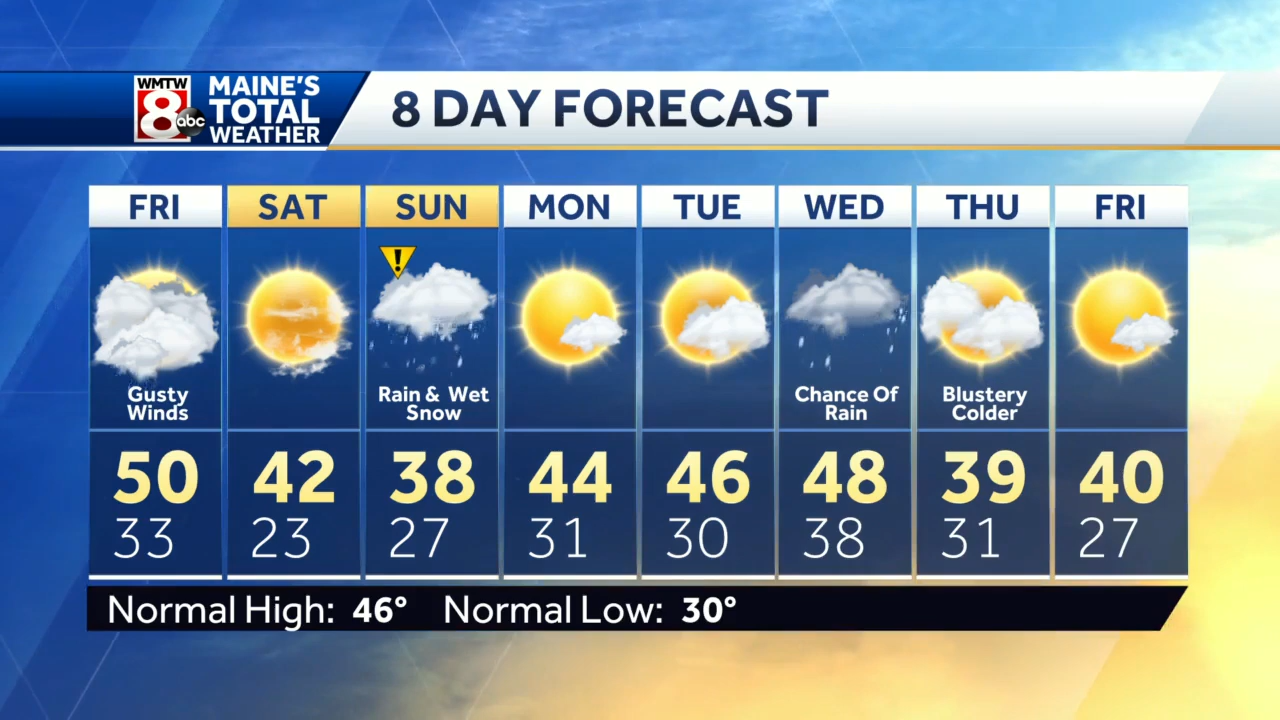 WMTW
8
abc
MAINE'S
TOTAL
WEATHER
8 DAY FORECAST
FRI SAT SUN MON TUE WED THU FRI
!
Gusty Rain & Wet Chance Of Blustery
Winds Snow Rain Colder
50 42 38 44 46 48 39 40
33 23 27 31 30 38 31 27
Normal High: 46° Normal Low: 30°